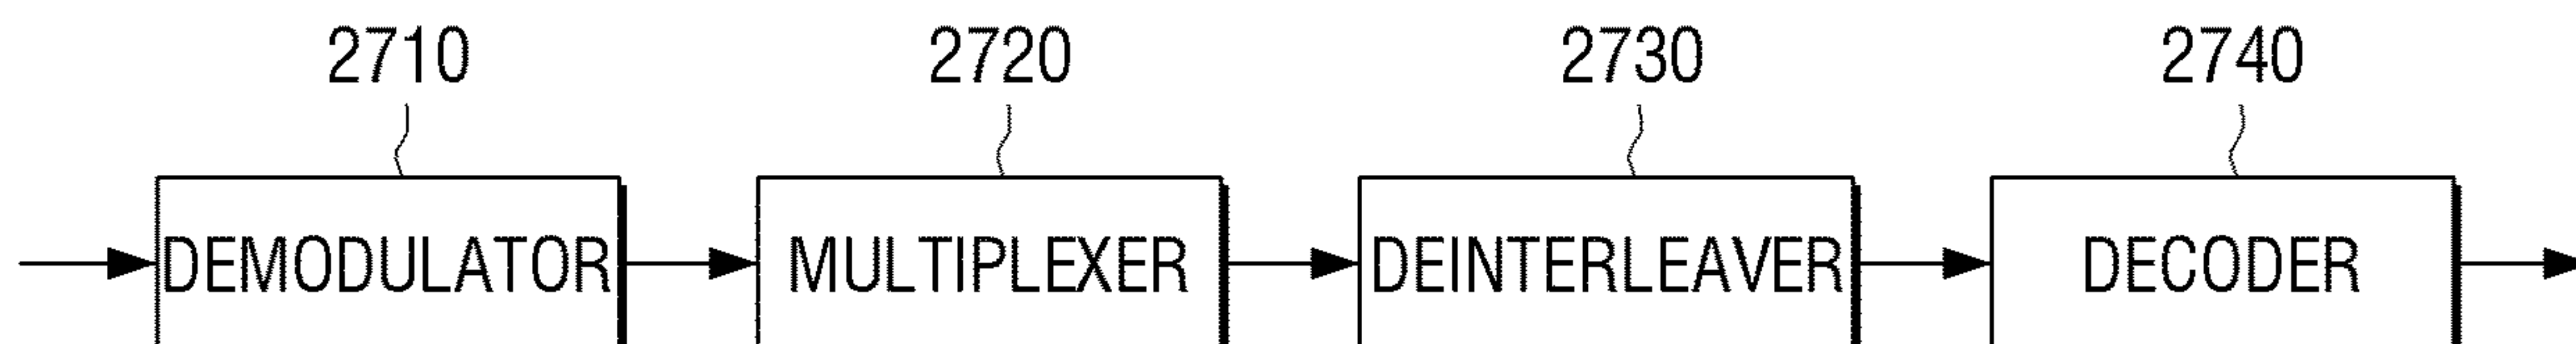 2710 2720 2730 2740
DEMODULATOR MULTIPLEXER DEINTERLEAVER DECODER